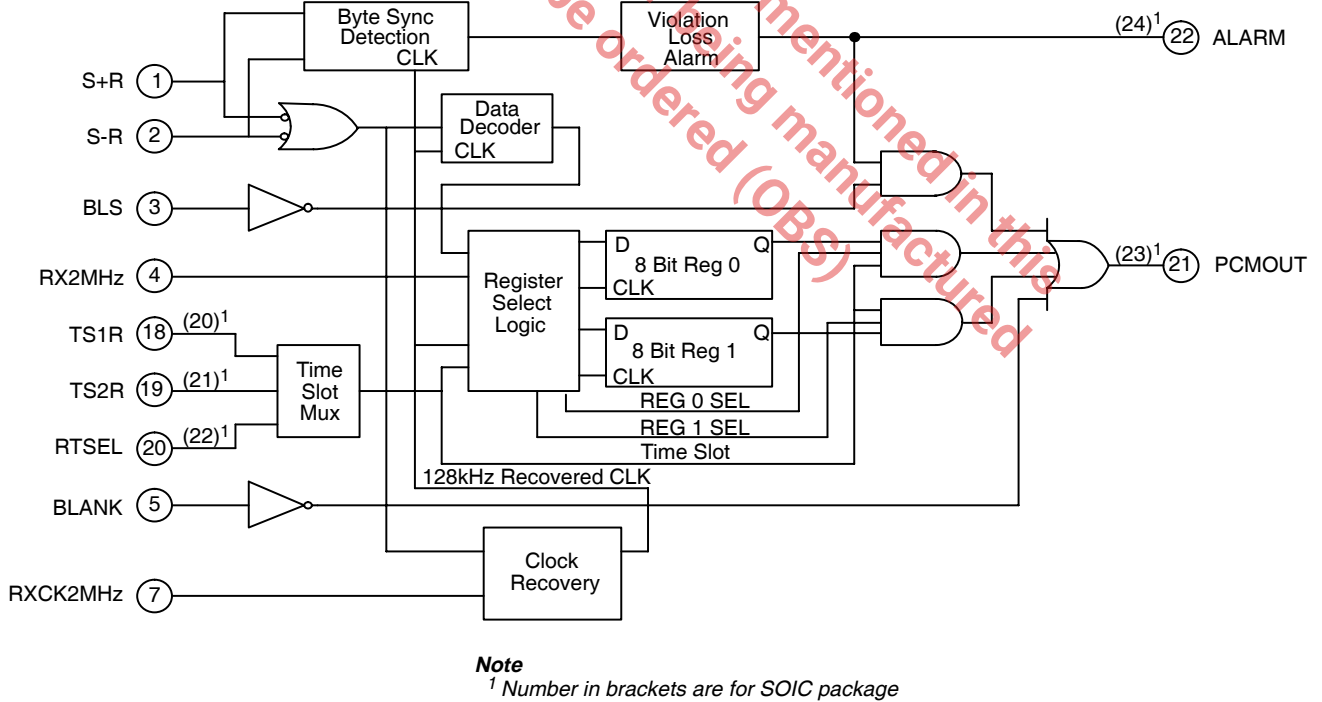 Byte Sync
Detection
CLK
Violation
Loss
Alarm
(24)1
22
ALARM
S+R
1
S-R
2
Data
Decoder
CLK
BLS
3
RX2MHz
4
Register
Select
Logic
D
Q
8 Bit Reg 0
CLK
D
Q
8 Bit Reg 1
CLK
(23)1
21
PCMOUT
TS1R
18
(20)1
TS2R
19
(21)1
RTSEL
20
(22)1
Time
Slot
Mux
REG 0 SEL
REG 1 SEL
Time Slot
128kHz Recovered CLK
BLANK
5
Clock
Recovery
RXCK2MHz
7
mentioned in this
being manufactured
be ordered (OBS)
Note
1 Number in brackets are for SOIC package